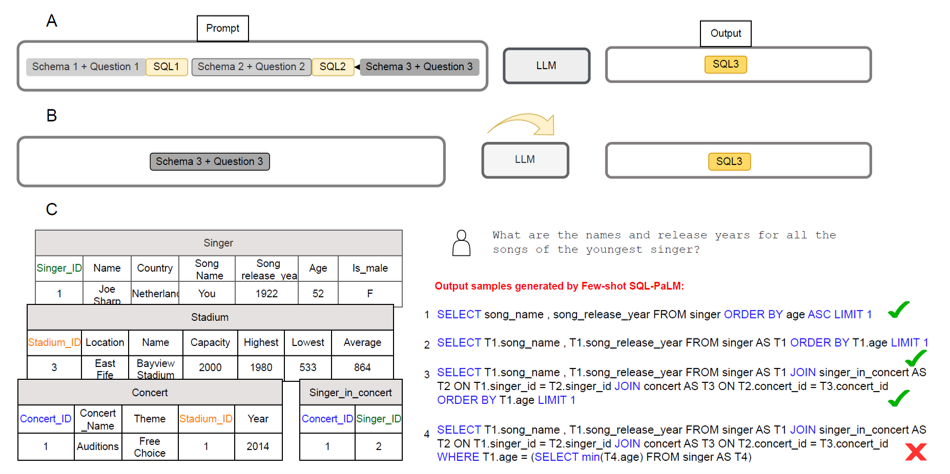 A
Prompt
Output
Schema 1 + Question 1 SQL1 Schema 2 + Question 2 SQL2 Schema 3 + Question 3
LLM
SQL3
B
Schema 3 + Question 3
LLM
SQL3
C
Singer
Singer_ID Name Country Song Name Song release_yea Age Is_male
1 Joe Sharp Netherland You 1922 52 F
Stadium
Stadium_ID Location Name Capacity Highest Lowest Average
3 East Fife Bayview Stadium 2000 1980 533 864
Concert
Concert_ID Concert _Name Theme Stadium_ID Year
1 Auditions Free Choice 1 2014
Singer_in_concert
Concert_ID Singer_ID
1 2
What are the names and release years for all the
songs of the youngest singer?
Output samples generated by Few-shot SQL-PaLM:
1 SELECT song_name , song_release_year FROM singer ORDER BY age ASC LIMIT 1
2 SELECT T1.song_name , T1.song_release_year FROM singer AS T1 ORDER BY T1.age LIMIT 1
3 SELECT T1.song_name , T1.song_release_year FROM singer AS T1 JOIN singer_in_concert AS
T2 ON T1.singer_id = T2.singer_id JOIN concert AS T3 ON T2.concert_id = T3.concert_id
ORDER BY T1.age LIMIT 1
4 SELECT T1.song_name , T1.song_release_year FROM singer AS T1 JOIN singer_in_concert AS
T2 ON T1.singer_id = T2.singer_id JOIN concert AS T3 ON T2.concert_id = T3.concert_id
WHERE T1.age = (SELECT min(T4.age) FROM singer AS T4)